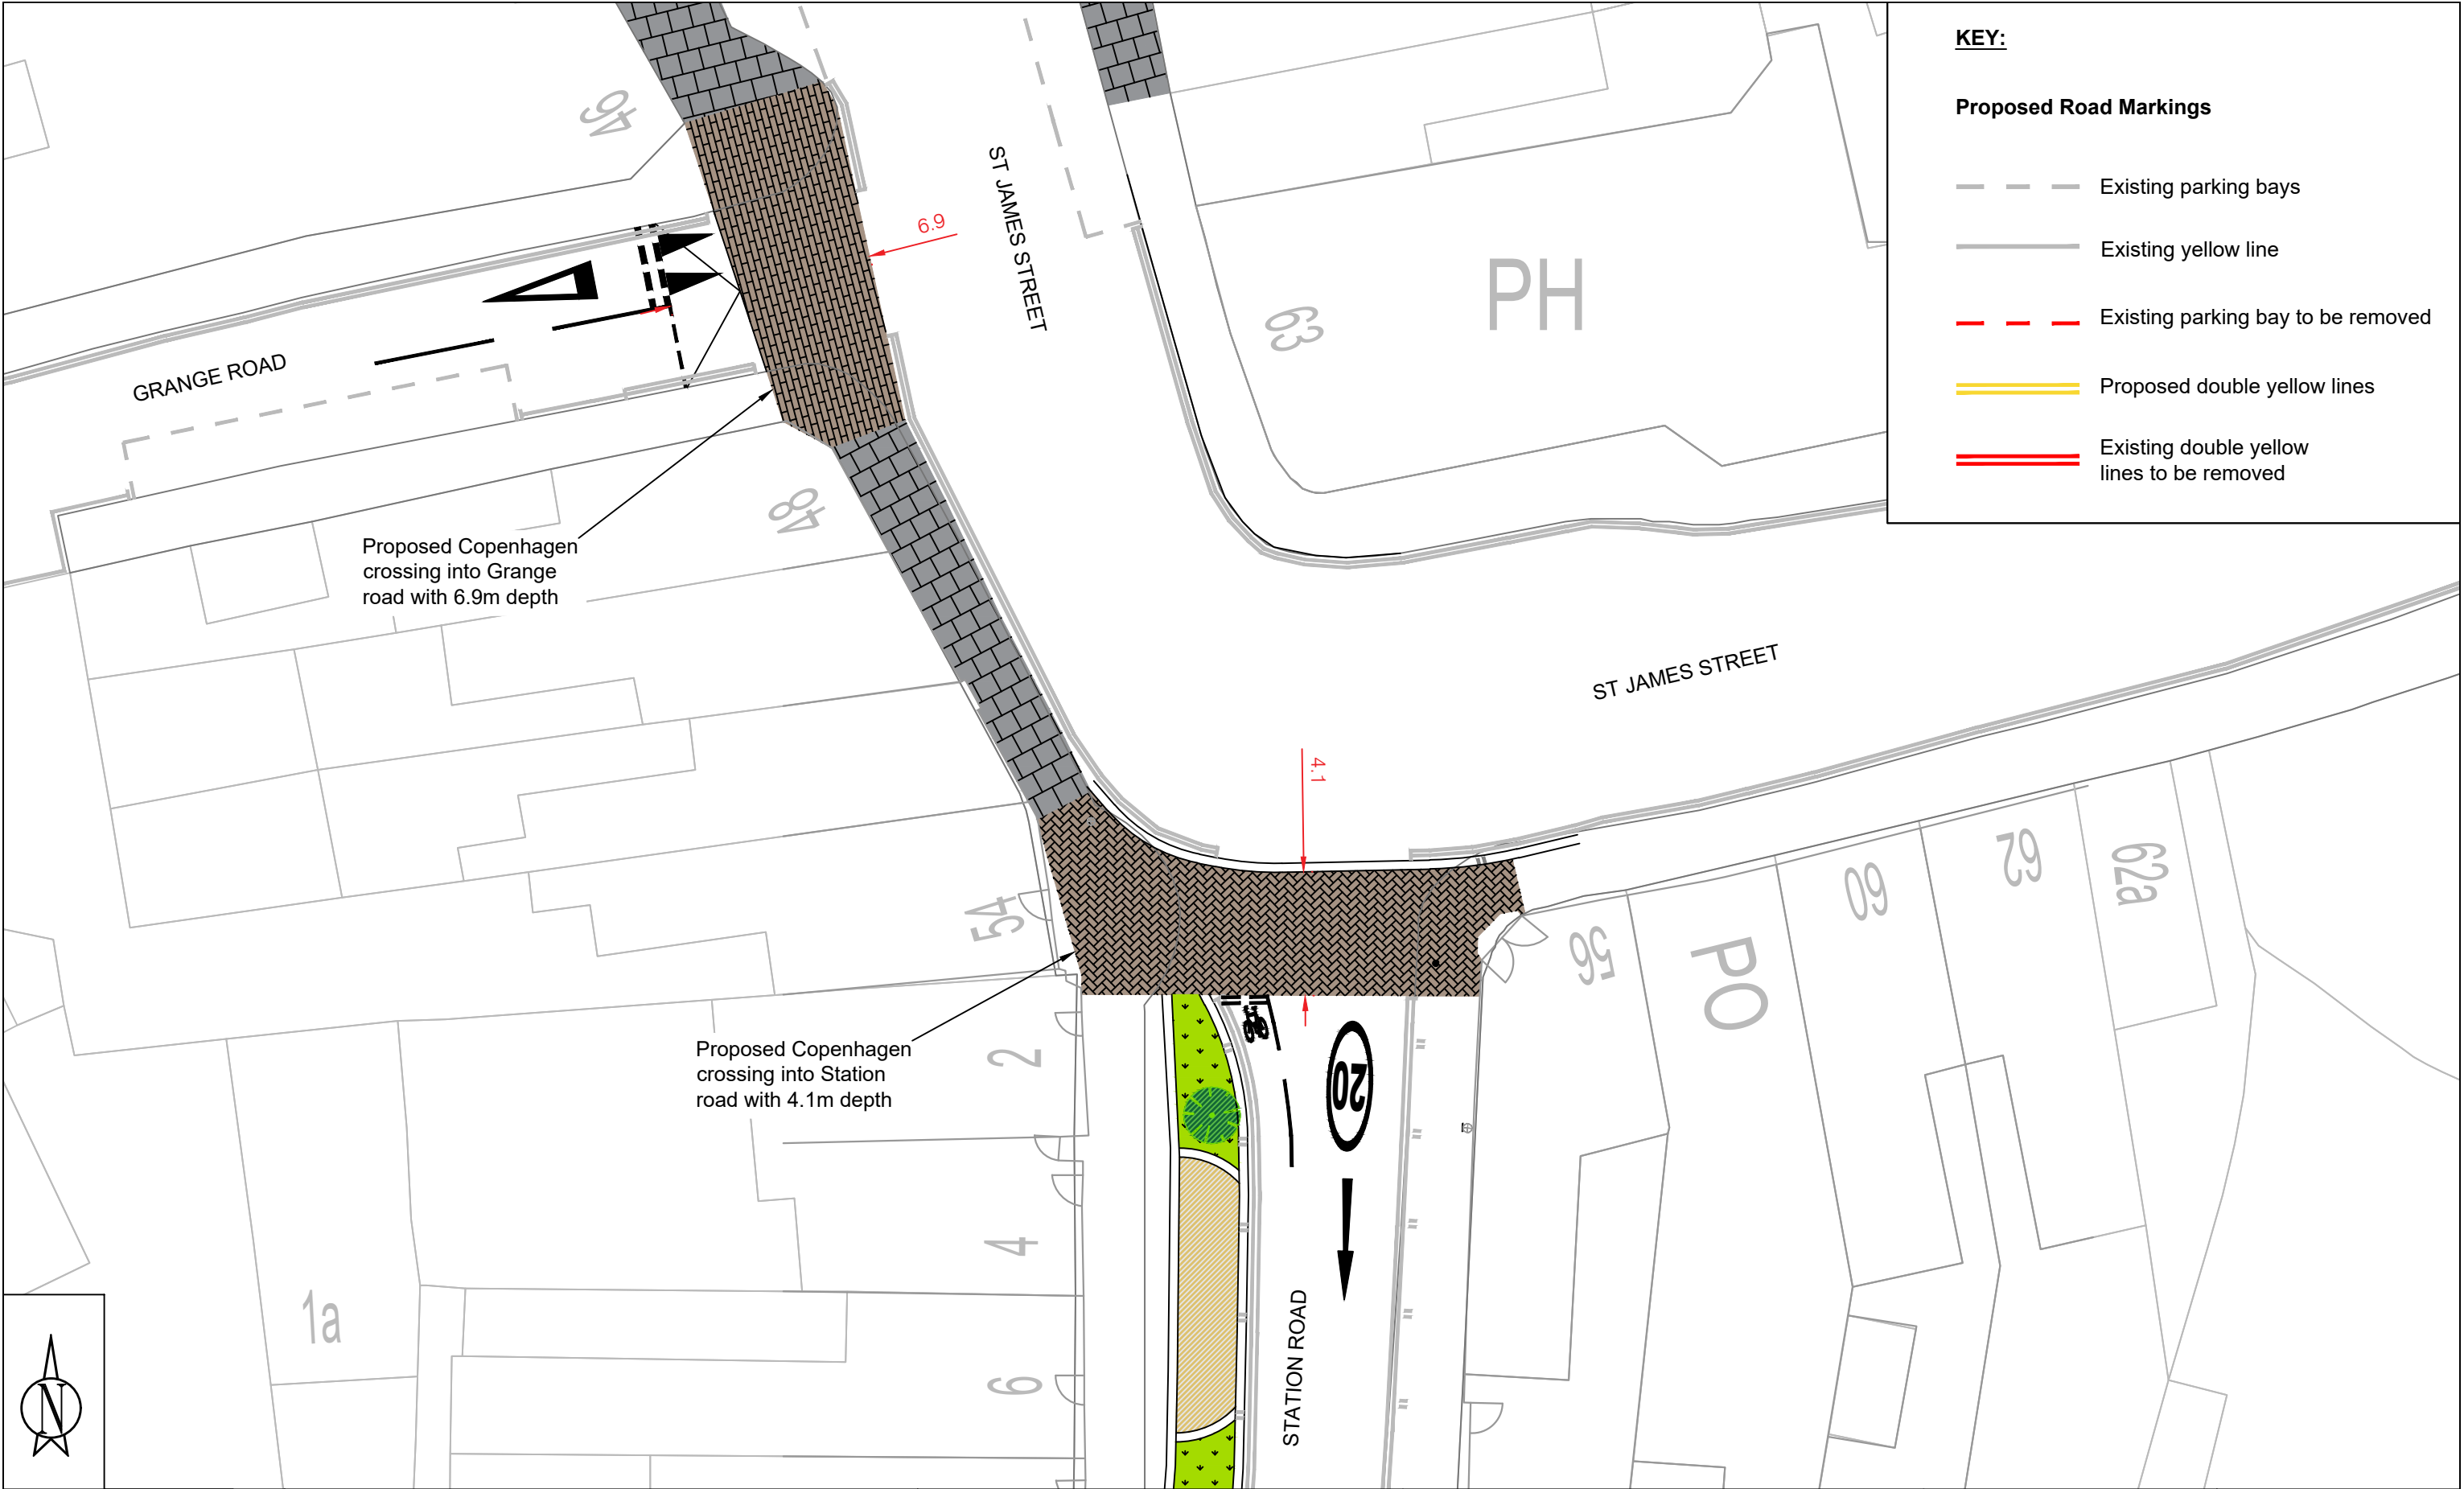 KEY:
Proposed Road Markings
Existing parking bays
Existing yellow line
Existing parking bay to be removed
Proposed double yellow lines
Existing double yellow
lines to be removed
46
ST JAMES STREET
6.9
63
PH
GRANGE ROAD
48
Proposed Copenhagen
crossing into Grange
road with 6.9m depth
ST JAMES STREET
4.1
54
56
PO
60
62
62a
Proposed Copenhagen
crossing into Station
road with 4.1m depth
2
20
4
1a
6
STATION ROAD
N